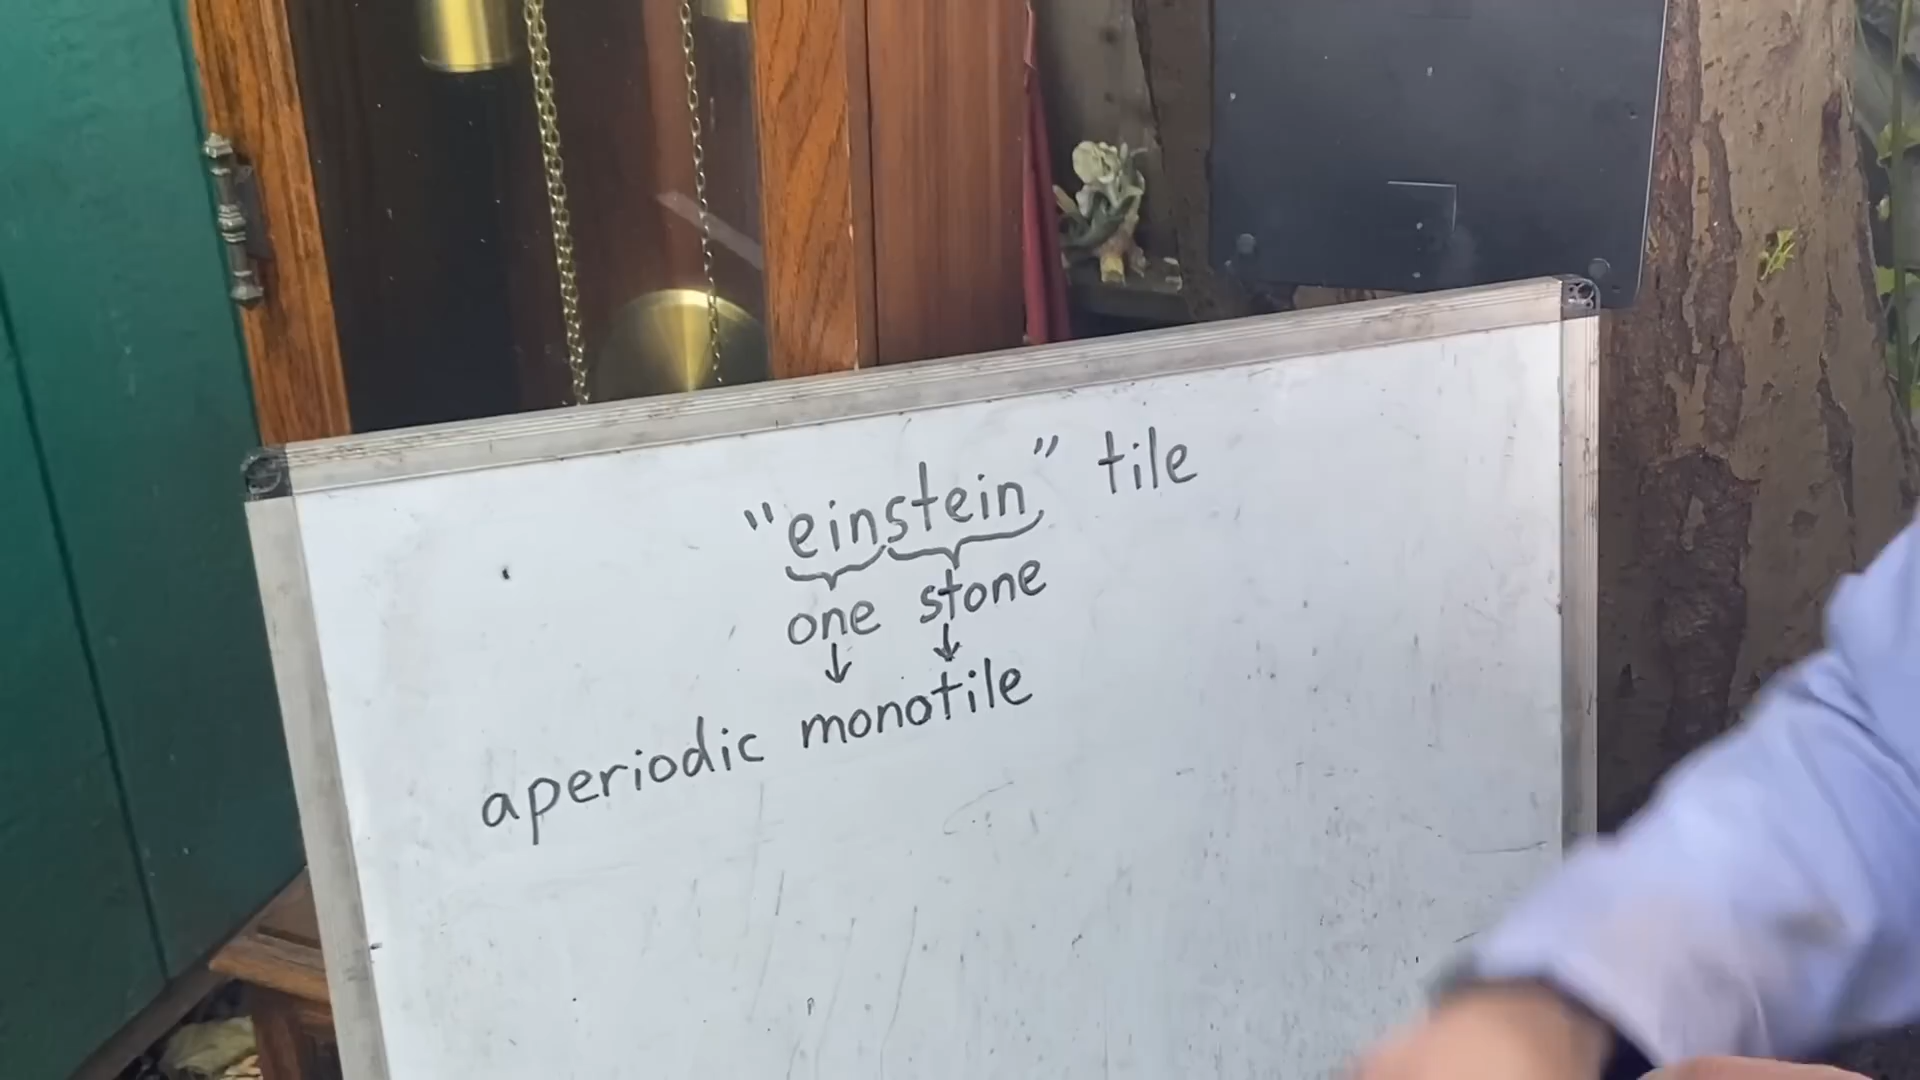 "einstein" tile
one stone
↓ ↓
aperiodic monotile